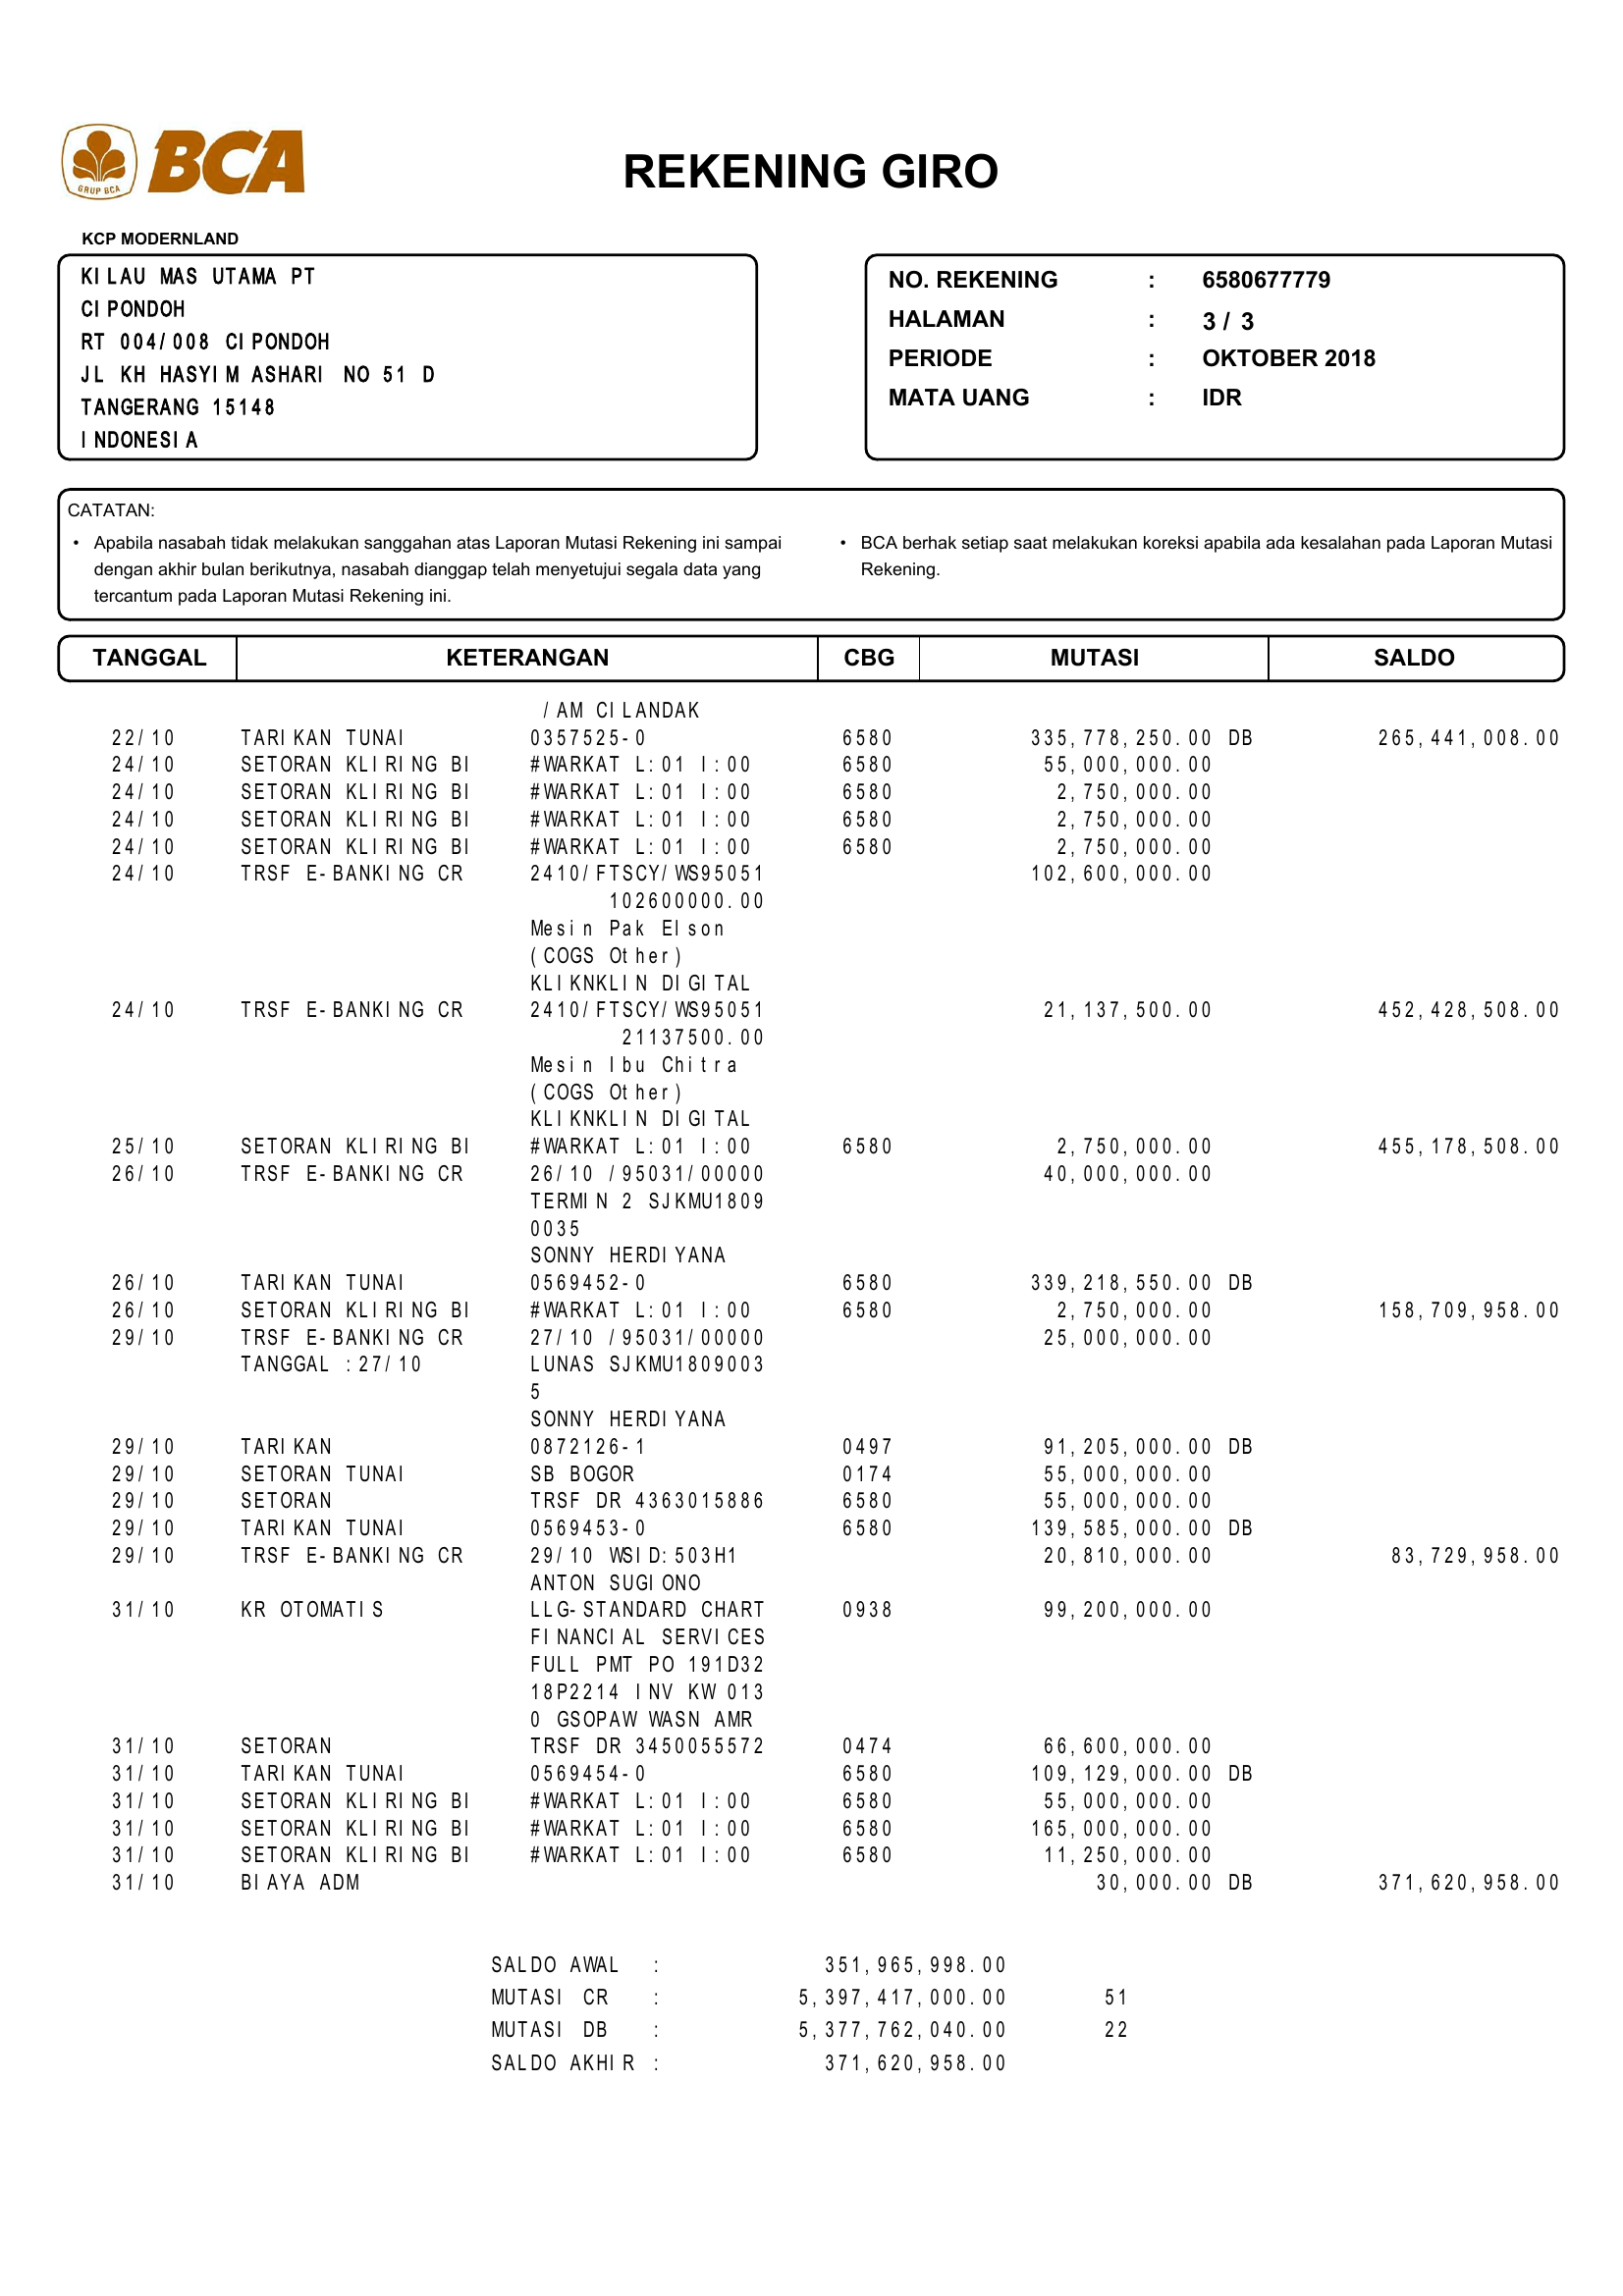 GRUP BCA
BCA
REKENING GIRO
KCP MODERNLAND
KILAU MAS UTAMA PT
CIPONDOH
RT 004/008 CIPONDOH
JL KH HASYIM ASHARI NO 51 D
TANGERANG 15148
INDONESIA
NO. REKENING : 6580677779
HALAMAN : 3 / 3
PERIODE : OKTOBER 2018
MATA UANG : IDR
CATATAN:
• Apabila nasabah tidak melakukan sanggahan atas Laporan Mutasi Rekening ini sampai
dengan akhir bulan berikutnya, nasabah dianggap telah menyetujui segala data yang
tercantum pada Laporan Mutasi Rekening ini.
• BCA berhak setiap saat melakukan koreksi apabila ada kesalahan pada Laporan Mutasi
Rekening.
TANGGAL KETERANGAN CBG MUTASI SALDO
/AM CILANDAK
22/10 TARIKAN TUNAI 0357525-0 6580 335,778,250.00 DB 265,441,008.00
24/10 SETORAN KLIRING BI #WARKAT L:01 I:00 6580 55,000,000.00
24/10 SETORAN KLIRING BI #WARKAT L:01 I:00 6580 2,750,000.00
24/10 SETORAN KLIRING BI #WARKAT L:01 I:00 6580 2,750,000.00
24/10 SETORAN KLIRING BI #WARKAT L:01 I:00 6580 2,750,000.00
24/10 TRSF E-BANKING CR 2410/FTSCY/WS95051 102,600,000.00
102600000.00
Mesin Pak Elson
(COGS Other)
KLIKNKLIN DIGITAL
24/10 TRSF E-BANKING CR 2410/FTSCY/WS95051 21,137,500.00 452,428,508.00
21137500.00
Mesin Ibu Chitra
(COGS Other)
KLIKNKLIN DIGITAL
25/10 SETORAN KLIRING BI #WARKAT L:01 I:00 6580 2,750,000.00 455,178,508.00
26/10 TRSF E-BANKING CR 26/10 /95031/00000 40,000,000.00
TERMIN 2 SJKMU1809
0035
SONNY HERDIYANA
26/10 TARIKAN TUNAI 0569452-0 6580 339,218,550.00 DB
26/10 SETORAN KLIRING BI #WARKAT L:01 I:00 6580 2,750,000.00 158,709,958.00
29/10 TRSF E-BANKING CR 27/10 /95031/00000 25,000,000.00
TANGGAL :27/10 LUNAS SJKMU1809003
5
SONNY HERDIYANA
29/10 TARIKAN 0872126-1 0497 91,205,000.00 DB
29/10 SETORAN TUNAI SB BOGOR 0174 55,000,000.00
29/10 SETORAN TRSF DR 4363015886 6580 55,000,000.00
29/10 TARIKAN TUNAI 0569453-0 6580 139,585,000.00 DB
29/10 TRSF E-BANKING CR 29/10 WSID:503H1 20,810,000.00 83,729,958.00
ANTON SUGIONO
31/10 KR OTOMATIS LLG-STANDARD CHART 0938 99,200,000.00
FINANCIAL SERVICES
FULL PMT PO 191D32
18P2214 INV KW 013
0 GSOPAW WASN AMR
31/10 SETORAN TRSF DR 3450055572 0474 66,600,000.00
31/10 TARIKAN TUNAI 0569454-0 6580 109,129,000.00 DB
31/10 SETORAN KLIRING BI #WARKAT L:01 I:00 6580 55,000,000.00
31/10 SETORAN KLIRING BI #WARKAT L:01 I:00 6580 165,000,000.00
31/10 SETORAN KLIRING BI #WARKAT L:01 I:00 6580 11,250,000.00
31/10 BIAYA ADM 30,000.00 DB 371,620,958.00
SALDO AWAL : 351,965,998.00
MUTASI CR : 5,397,417,000.00 51
MUTASI DB : 5,377,762,040.00 22
SALDO AKHIR : 371,620,958.00